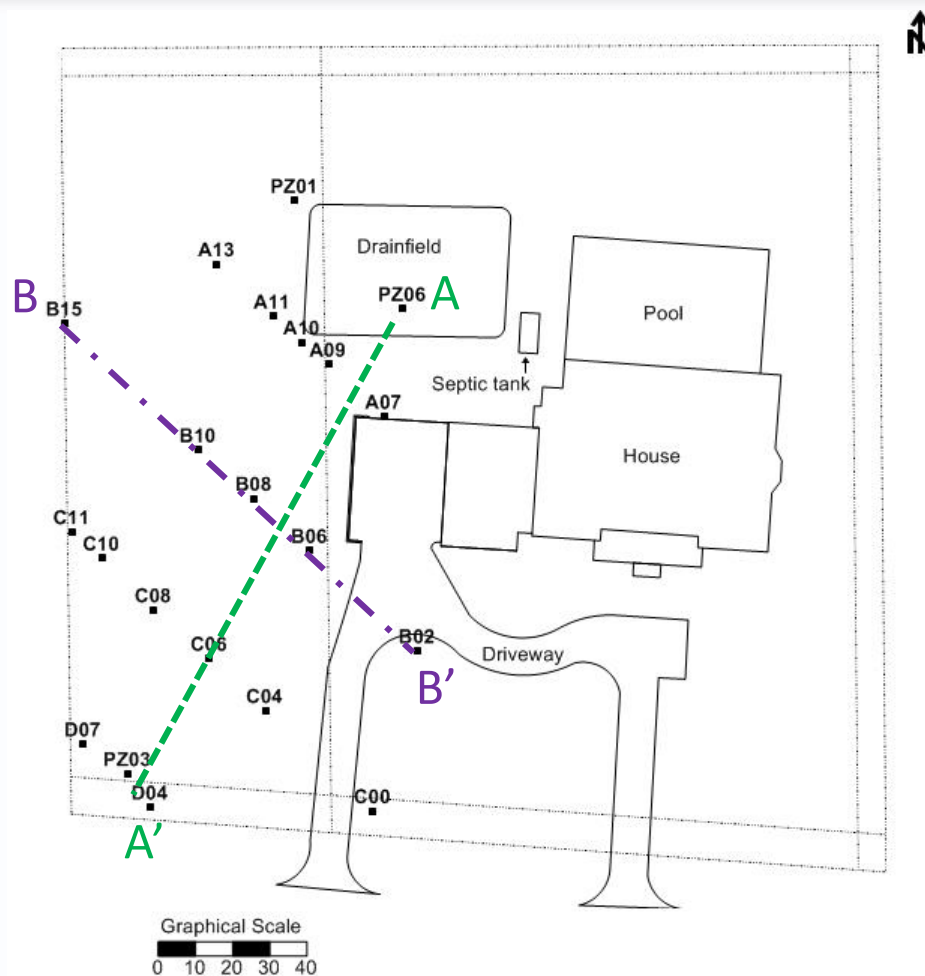 N
PZ01
A13
Drainfield
A11
PZ06
A
B
B15
A10
A09
Pool
Septic tank
A07
B10
House
B08
C11
B06
C10
C08
B02
C06
Driveway
B'
C04
D07
PZ03
D04
C00
A'
Graphical Scale
0 10 20 30 40